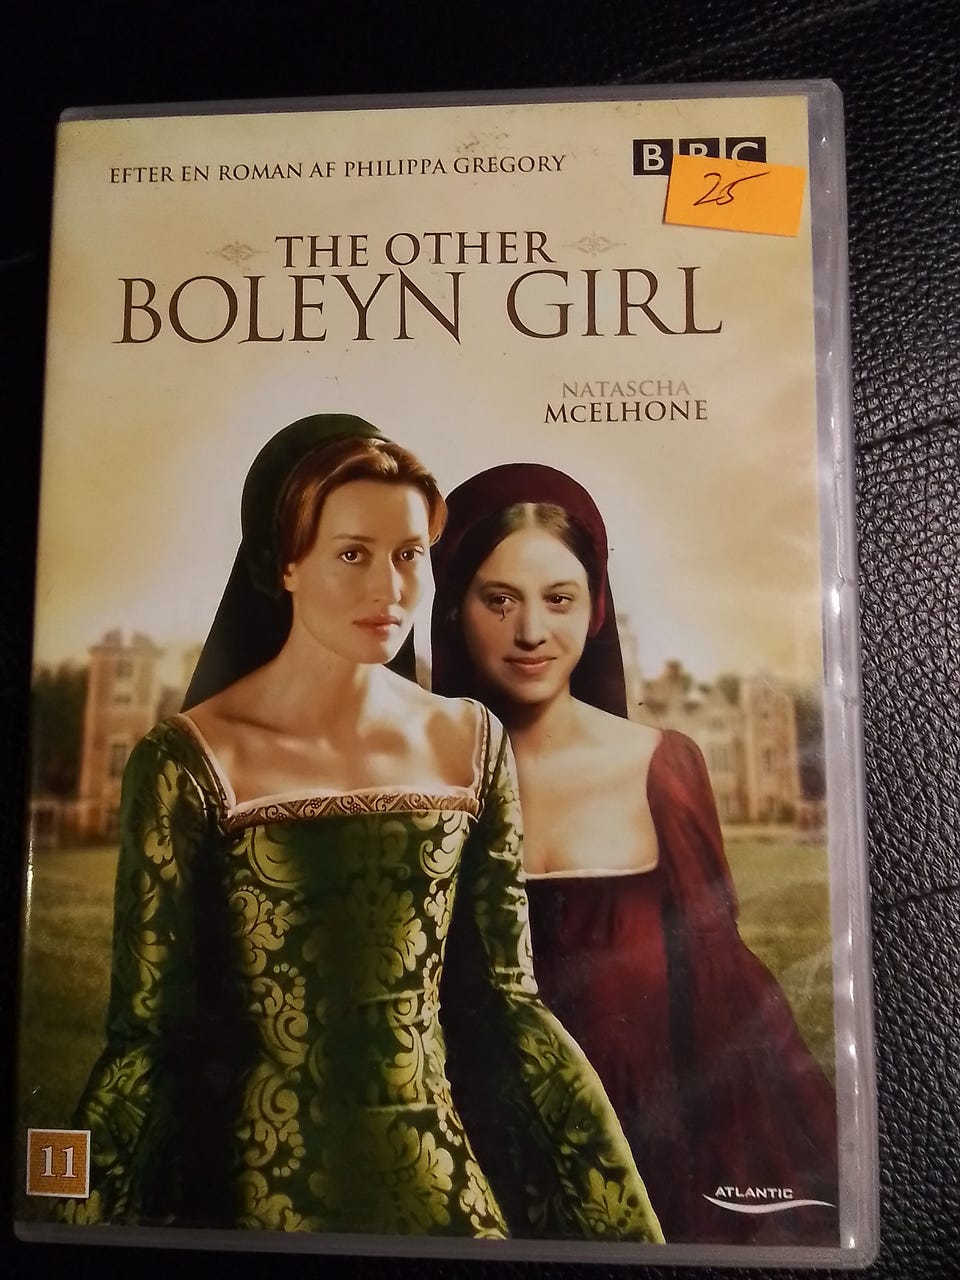 EFTER EN ROMAN AF PHILIPPA GREGORY
BBC
25
THE OTHER
BOLEYN GIRL
NATASCHA
McELHONE
11
ATLANTIC